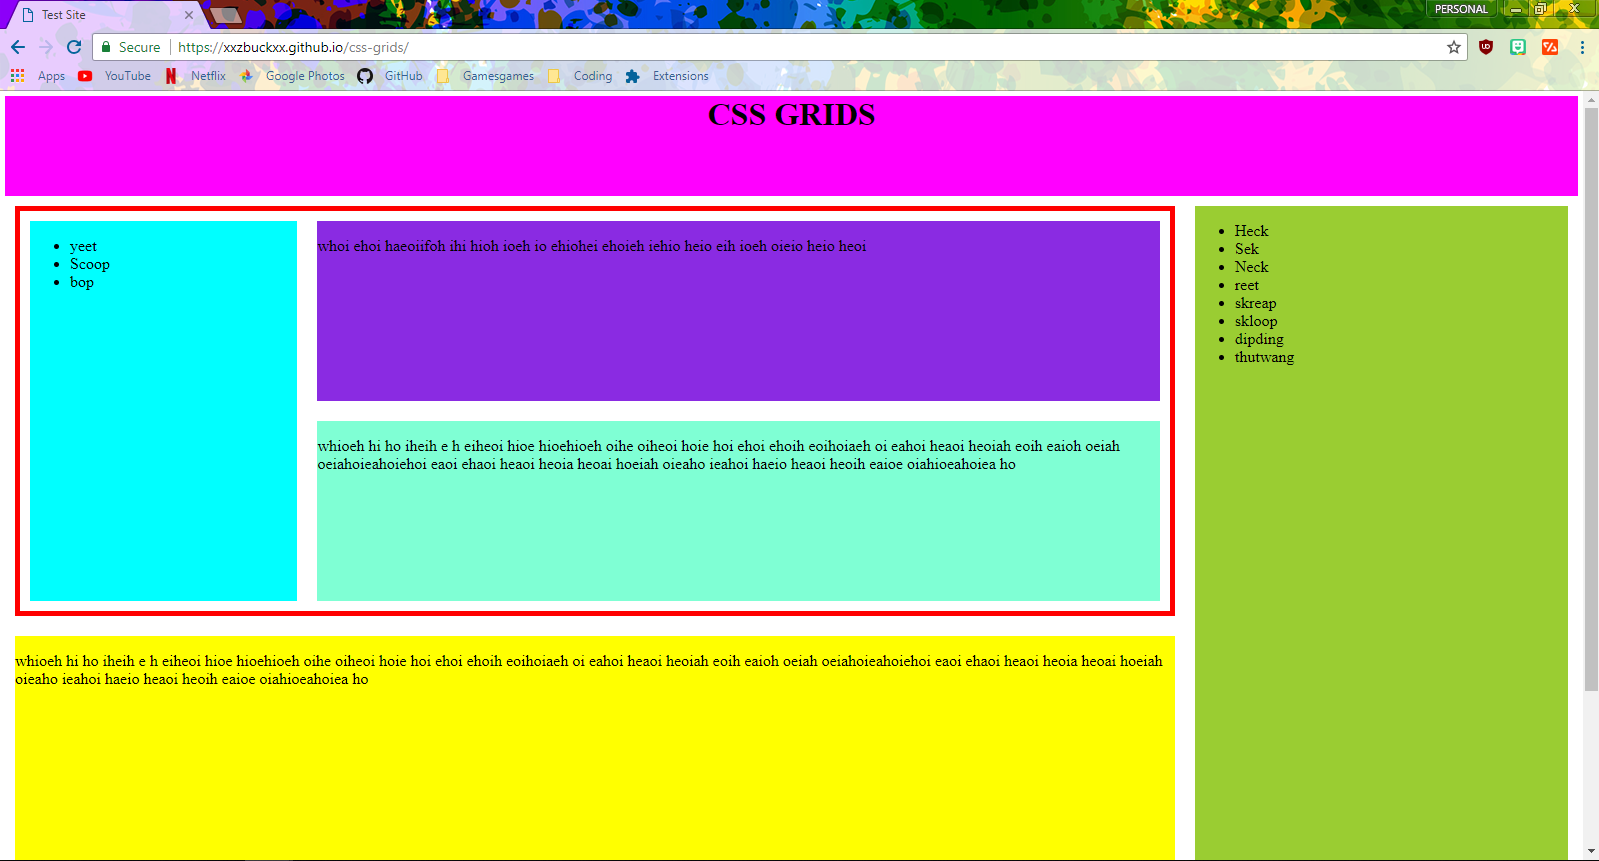 Test Site
PERSONAL
Secure https://xxzbuckxx.github.io/css-grids/
Apps YouTube Netflix Google Photos GitHub Gamesgames Coding Extensions
CSS GRIDS
yeet
Scoop
bop
whoi ehoi haeoiifoh ihi hioh ioeh io ehiohei ehoieh iehio heio eih ioeh oieio heio heoi
whioeh hi ho iheih e h eiheoi hioe hioehioeh oihe oiheoi hoie hoi ehoi ehoih eoihoiaeh oi eahoi heaoi heoiah eoih eaioh oeiah
oeiahoieahoiehoi eaoi ehaoi heaoi heoia heoai hoeiah oieaho ieahoi haeio heaoi heoih eaioe oiahioeahoiea ho
Heck
Sek
Neck
reet
skreap
skloop
dipding
thutwang
whioeh hi ho iheih e h eiheoi hioe hioehioeh oihe oiheoi hoie hoi ehoi ehoih eoihoiaeh oi eahoi heaoi heoiah eoih eaioh oeiah oeiahoieahoiehoi eaoi ehaoi heaoi heoia heoai hoeiah
oieaho ieahoi haeio heaoi heoih eaioe oiahioeahoiea ho